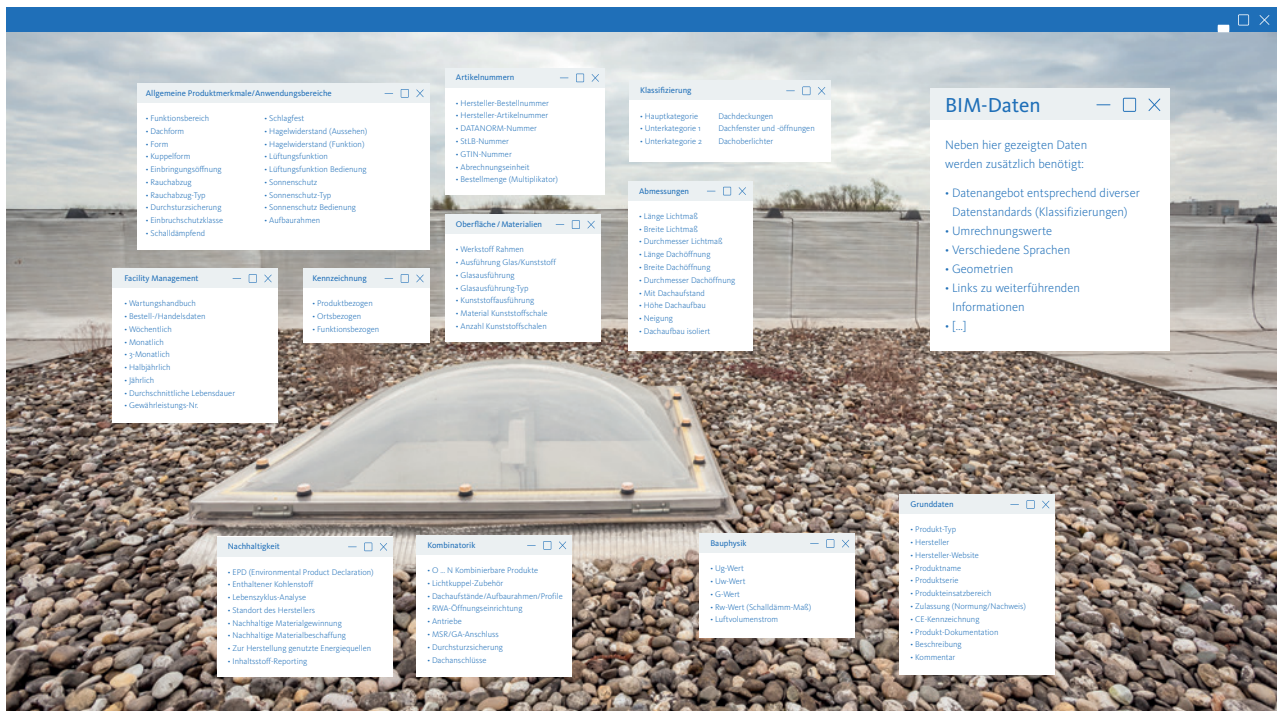 Allgemeine Produktmerkmale/Anwendungsbereiche
• Funktionsbereich
• Dachform
• Form
• Kuppelform
• Einbringungsöffnung
• Rauchabzug
• Rauchabzug-Typ
• Durchsturzsicherung
• Einbruchschutzklasse
• Schalldämpfend
• Schlagfest
• Hagelwiderstand (Aussehen)
• Hagelwiderstand (Funktion)
• Lüftungsfunktion
• Lüftungsfunktion Bedienung
• Sonnenschutz
• Sonnenschutz-Typ
• Sonnenschutz Bedienung
• Aufbaurahmen
Artikelnummern
• Hersteller-Bestellnummer
• Hersteller-Artikelnummer
• DATANORM-Nummer
• StLB-Nummer
• GTIN-Nummer
• Abrechnungseinheit
• Bestellmenge (Multiplikator)
Klassifizierung
• Hauptkategorie Dachdeckungen
• Unterkategorie 1 Dachfenster und -öffnungen
• Unterkategorie 2 Dachoberlichter
BIM-Daten
Neben hier gezeigten Daten
werden zusätzlich benötigt:
• Datenangebot entsprechend diverser
Datenstandards (Klassifizierungen)
• Umrechnungswerte
• Verschiedene Sprachen
• Geometrien
• Links zu weiterführenden
Informationen
• [...]
Abmessungen
• Länge Lichtmaß
• Breite Lichtmaß
• Durchmesser Lichtmaß
• Länge Dachöffnung
• Breite Dachöffnung
• Durchmesser Dachöffnung
• Mit Dachaufstand
• Höhe Dachaufbau
• Neigung
• Dachaufbau isoliert
Oberfläche / Materialien
• Werkstoff Rahmen
• Ausführung Glas/Kunststoff
• Glasausführung
• Glasausführung-Typ
• Kunststoffausführung
• Material Kunststoffschale
• Anzahl Kunststoffschalen
Facility Management
• Wartungshandbuch
• Bestell-/Handelsdaten
• Wöchentlich
• Monatlich
• 3-Monatlich
• Halbjährlich
• Jährlich
• Durchschnittliche Lebensdauer
• Gewährleistungs-Nr.
Kennzeichnung
• Produktbezogen
• Ortsbezogen
• Funktionsbezogen
Nachhaltigkeit
• EPD (Environmental Product Declaration)
• Enthaltener Kohlenstoff
• Lebenszyklus-Analyse
• Standort des Herstellers
• Nachhaltige Materialgewinnung
• Nachhaltige Materialbeschaffung
• Zur Herstellung genutzte Energiequellen
• Inhaltsstoff-Reporting
Kombinatorik
• O ... N Kombinierbare Produkte
• Lichtkuppel-Zubehör
• Dachaufstände/Aufbaurahmen/Profile
• RWA-Öffnungseinrichtung
• Antriebe
• MSR/GA-Anschluss
• Durchsturzsicherung
• Dachanschlüsse
Bauphysik
• Ug-Wert
• Uw-Wert
• G-Wert
• Rw-Wert (Schalldämm-Maß)
• Luftvolumenstrom
Grunddaten
• Produkt-Typ
• Hersteller
• Hersteller-Website
• Produktname
• Produktserie
• Produkteinsatzbereich
• Zulassung (Normung/Nachweis)
• CE-Kennzeichnung
• Produkt-Dokumentation
• Beschreibung
• Kommentar